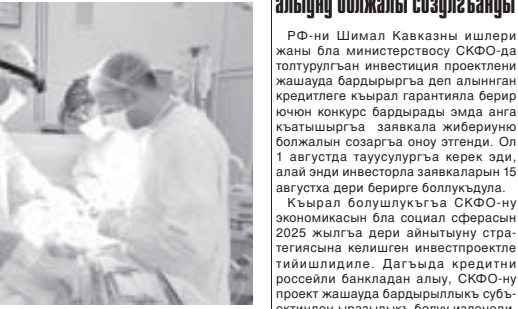 алыуну болжалы созулгъанды
РФ-ни Шимал Кавказны ишлери
жаны бла министерствосу СКФО-да
толтурулгъан инвестиция проектлени
жашауда бардырыргъа деп алыннган
кредитлеге къырал гарантияла берир
ючюн конкурс бардырады эмда анга
къатышыргъа заявкала жибериуню
болжалын созаргъа оноу этгенди. Ол
1 августда тауусулургъа керек эди,
алай энди инвесторла заявкаларын 15
августха дери берирге боллукъдула.
Къырал болушлукъгъа СКФО-ну
экономикасын бла социал сферасын
2025 жылгъа дери айнытыуну стра-
тегиясына келишген инвестпроектле
тийишлидиле. Дагъыда кредитни
россейли банкладан алыу, СКФО-ну
проект жашауда бардырыллыкъ субъ-